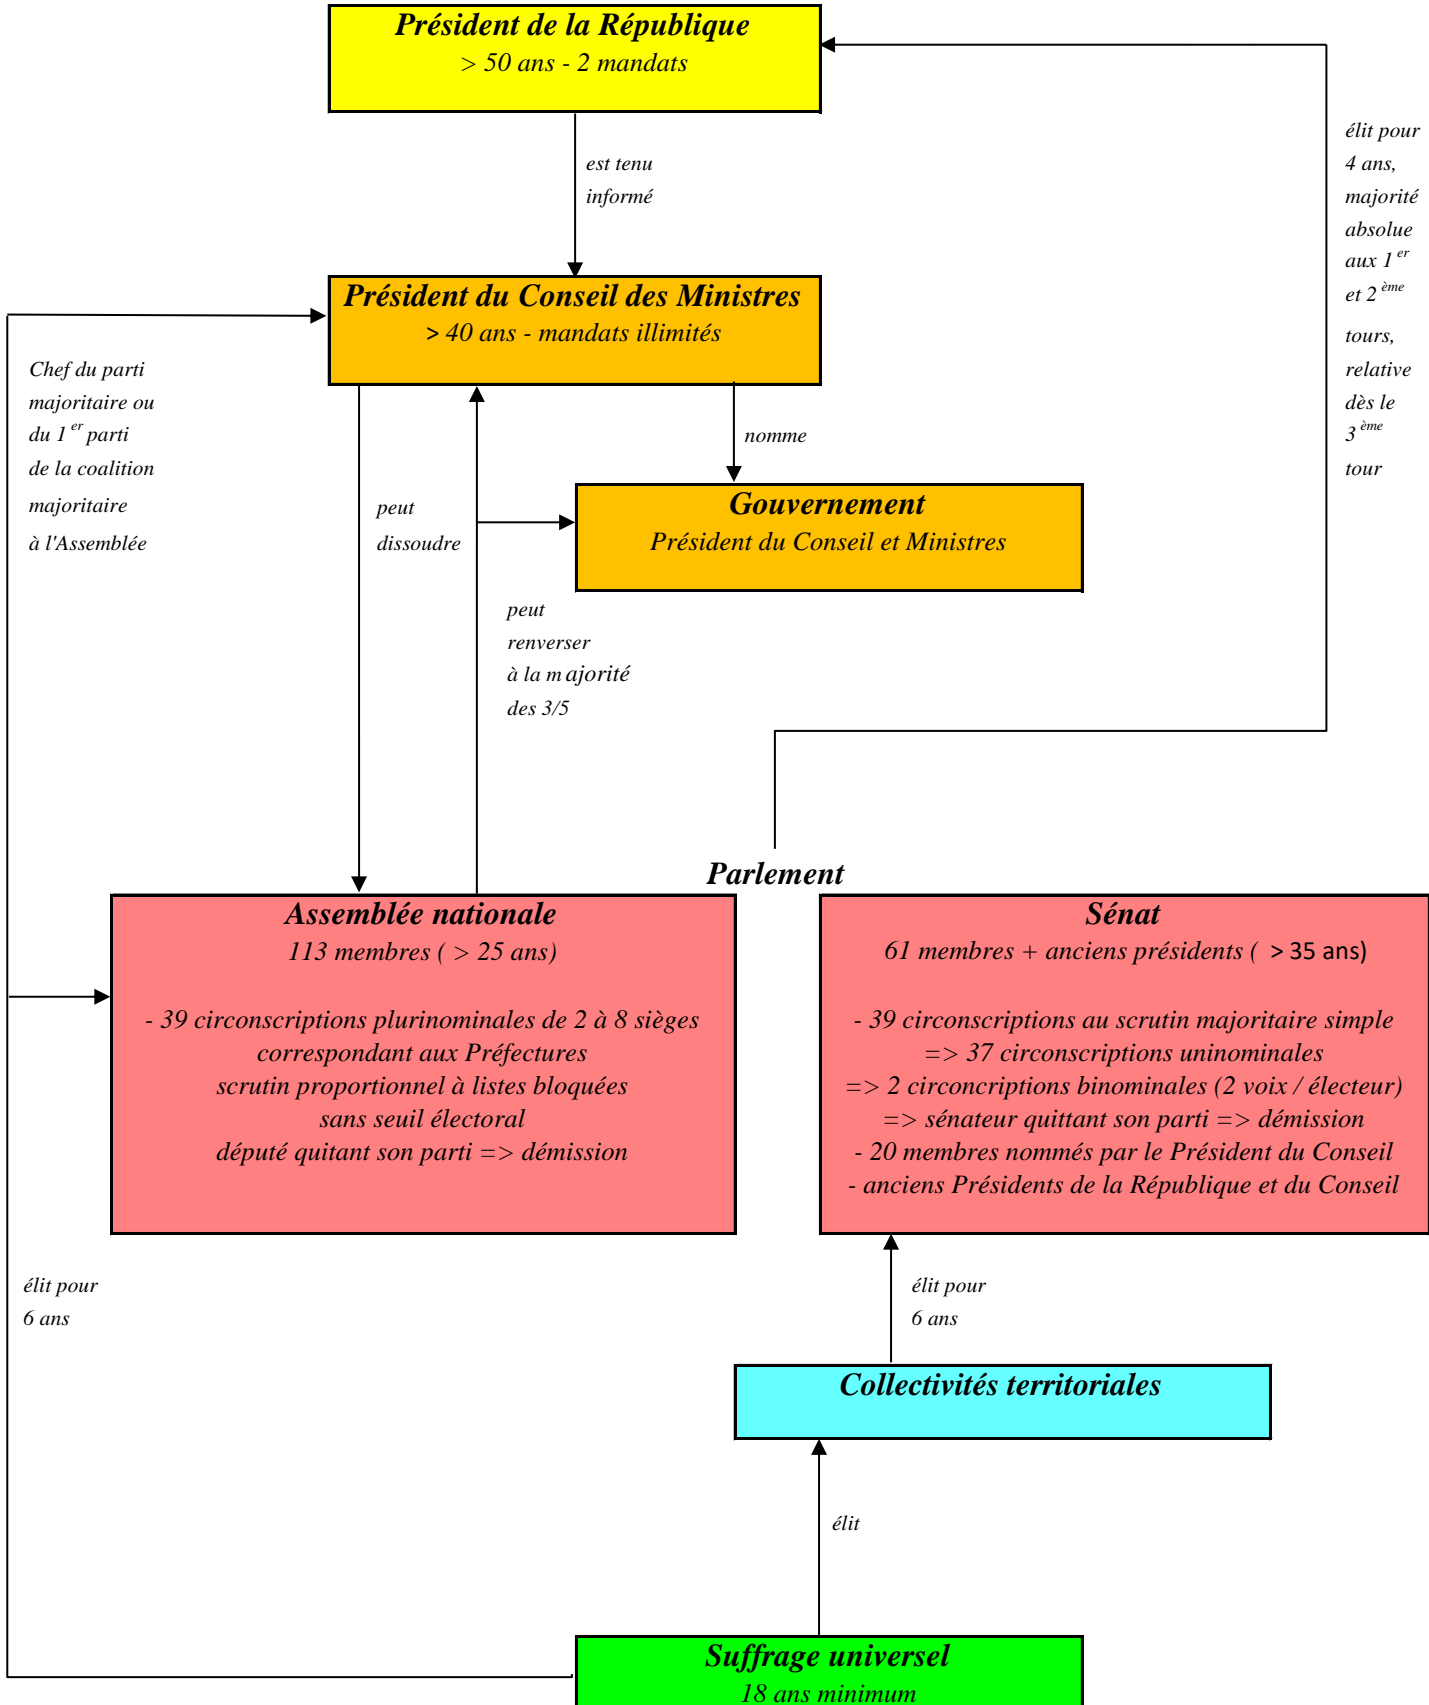 Président de la République
> 50 ans - 2 mandats
est tenu
informé
élit pour
4 ans,
majorité
absolue
aux 1er
et 2ème
tours,
relative
dès le
3ème
tour
Président du Conseil des Ministres
> 40 ans - mandats illimités
Chef du parti
majoritaire ou
du 1er parti
de la coalition
majoritaire
à l'Assemblée
peut
dissoudre
nomme
Gouvernement
Président du Conseil et Ministres
peut
renverser
à la m ajorité
des 3/5
Parlement
Assemblée nationale
113 membres ( > 25 ans)
- 39 circonscriptions plurinominales de 2 à 8 sièges
correspondant aux Préfectures
scrutin proportionnel à listes bloquées
sans seuil électoral
député quitant son parti => démission
Sénat
61 membres + anciens présidents ( > 35 ans)
- 39 circonscriptions au scrutin majoritaire simple
=> 37 circonscriptions uninominales
=> 2 circoncriptions binominales (2 voix / électeur)
=> sénateur quittant son parti => démission
- 20 membres nommés par le Président du Conseil
- anciens Présidents de la République et du Conseil
élit pour
6 ans
élit pour
6 ans
Collectivités territoriales
élit
Suffrage universel
18 ans minimum